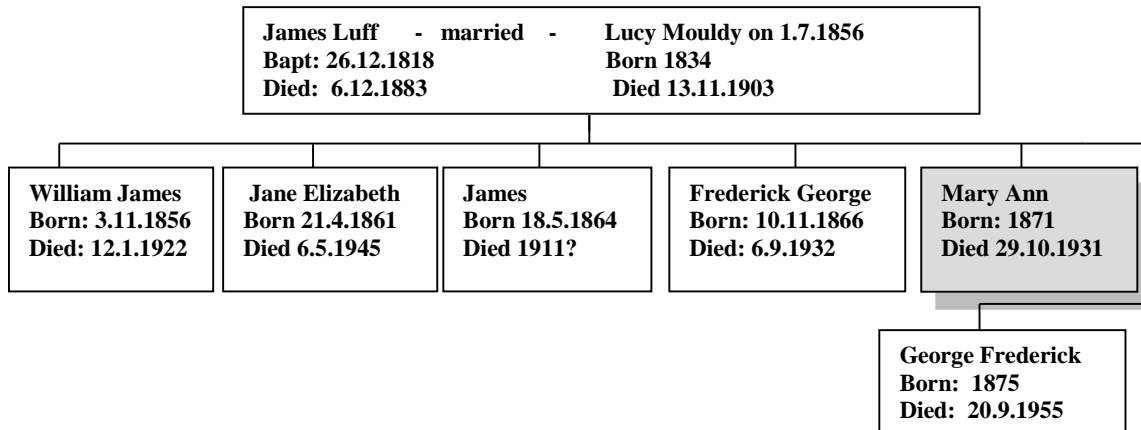 James Luff - married - Lucy Mouldy on 1.7.1856
Bapt: 26.12.1818 Born 1834
Died: 6.12.1883 Died 13.11.1903
William James
Born: 3.11.1856
Died: 12.1.1922
Jane Elizabeth
Born 21.4.1861
Died 6.5.1945
James
Born 18.5.1864
Died 1911?
Frederick George
Born: 10.11.1866
Died: 6.9.1932
Mary Ann
Born: 1871
Died 29.10.1931
George Frederick
Born: 1875
Died: 20.9.1955